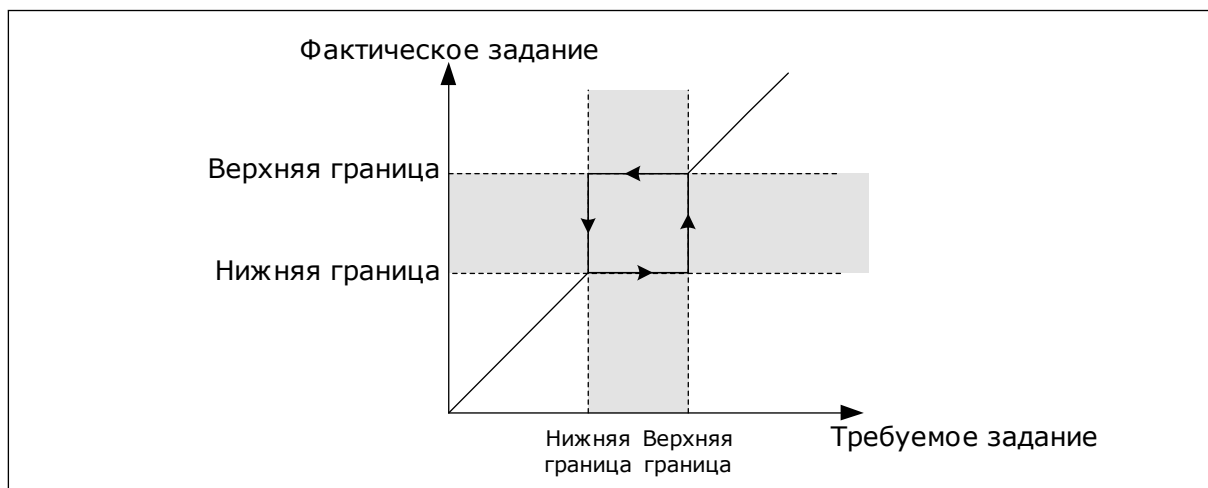 Фактическое задание
Верхняя граница
Нижняя граница
Нижняя Верхняя
граница граница
Требуемое задание